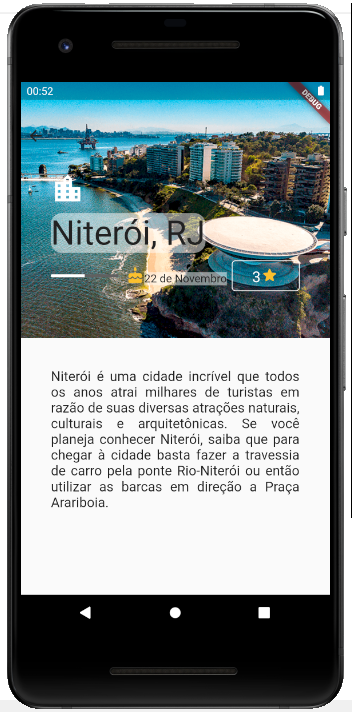 00:52
DEBUG
Niterói, RJ
22 de Novembro
3
Niterói é uma cidade incrível que todos
os anos atrai milhares de turistas em
razão de suas diversas atrações naturais,
culturais e arquitetônicas. Se você
planeja conhecer Niterói, saiba que para
chegar à cidade basta fazer a travessia
de carro pela ponte Rio-Niterói ou então
utilizar as barcas em direção a Praça
Arariboia.